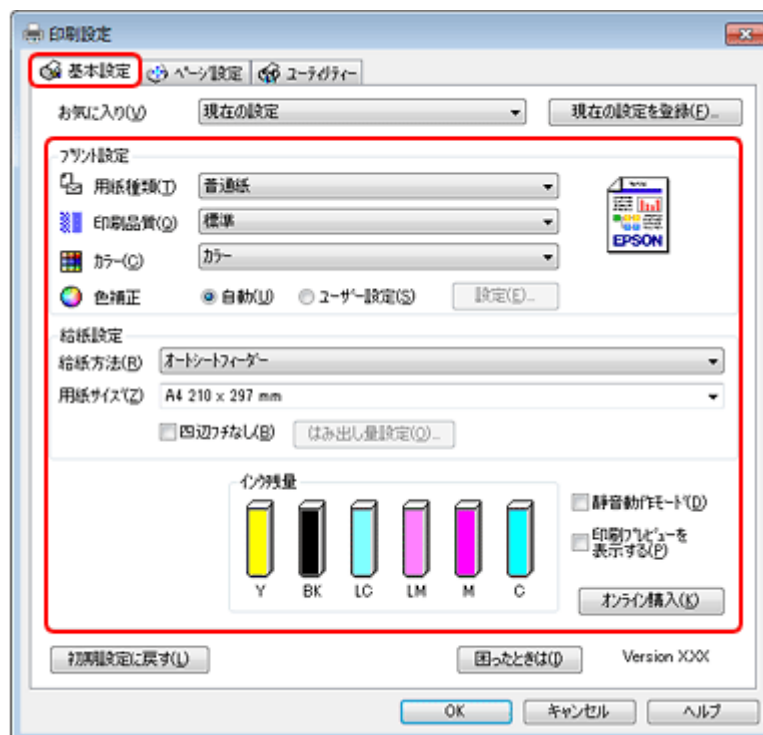 印刷設定
基本設定 ページ設定 ユーティリティー
お気に入り(V) 現在の設定 現在の設定を登録(F)...
プリント設定
用紙種類(T) 普通紙
印刷品質(Q) 標準
EPSON
カラー(C) カラー
色補正 自動(U) ユーザー設定(S) 設定(E)...
給紙設定
給紙方法(R) オートシートフィーダー
用紙サイズ(Z) A4 210 x 297 mm
四辺フチなし(B) はみ出し量設定(O)...
インク残量
静音動作モード(D)
印刷プレビューを
表示する(P)
Y BK LC LM M C
オンライン購入(K)
初期設定に戻す(L) 困ったときは(I) Version XXX
OK キャンセル ヘルプ